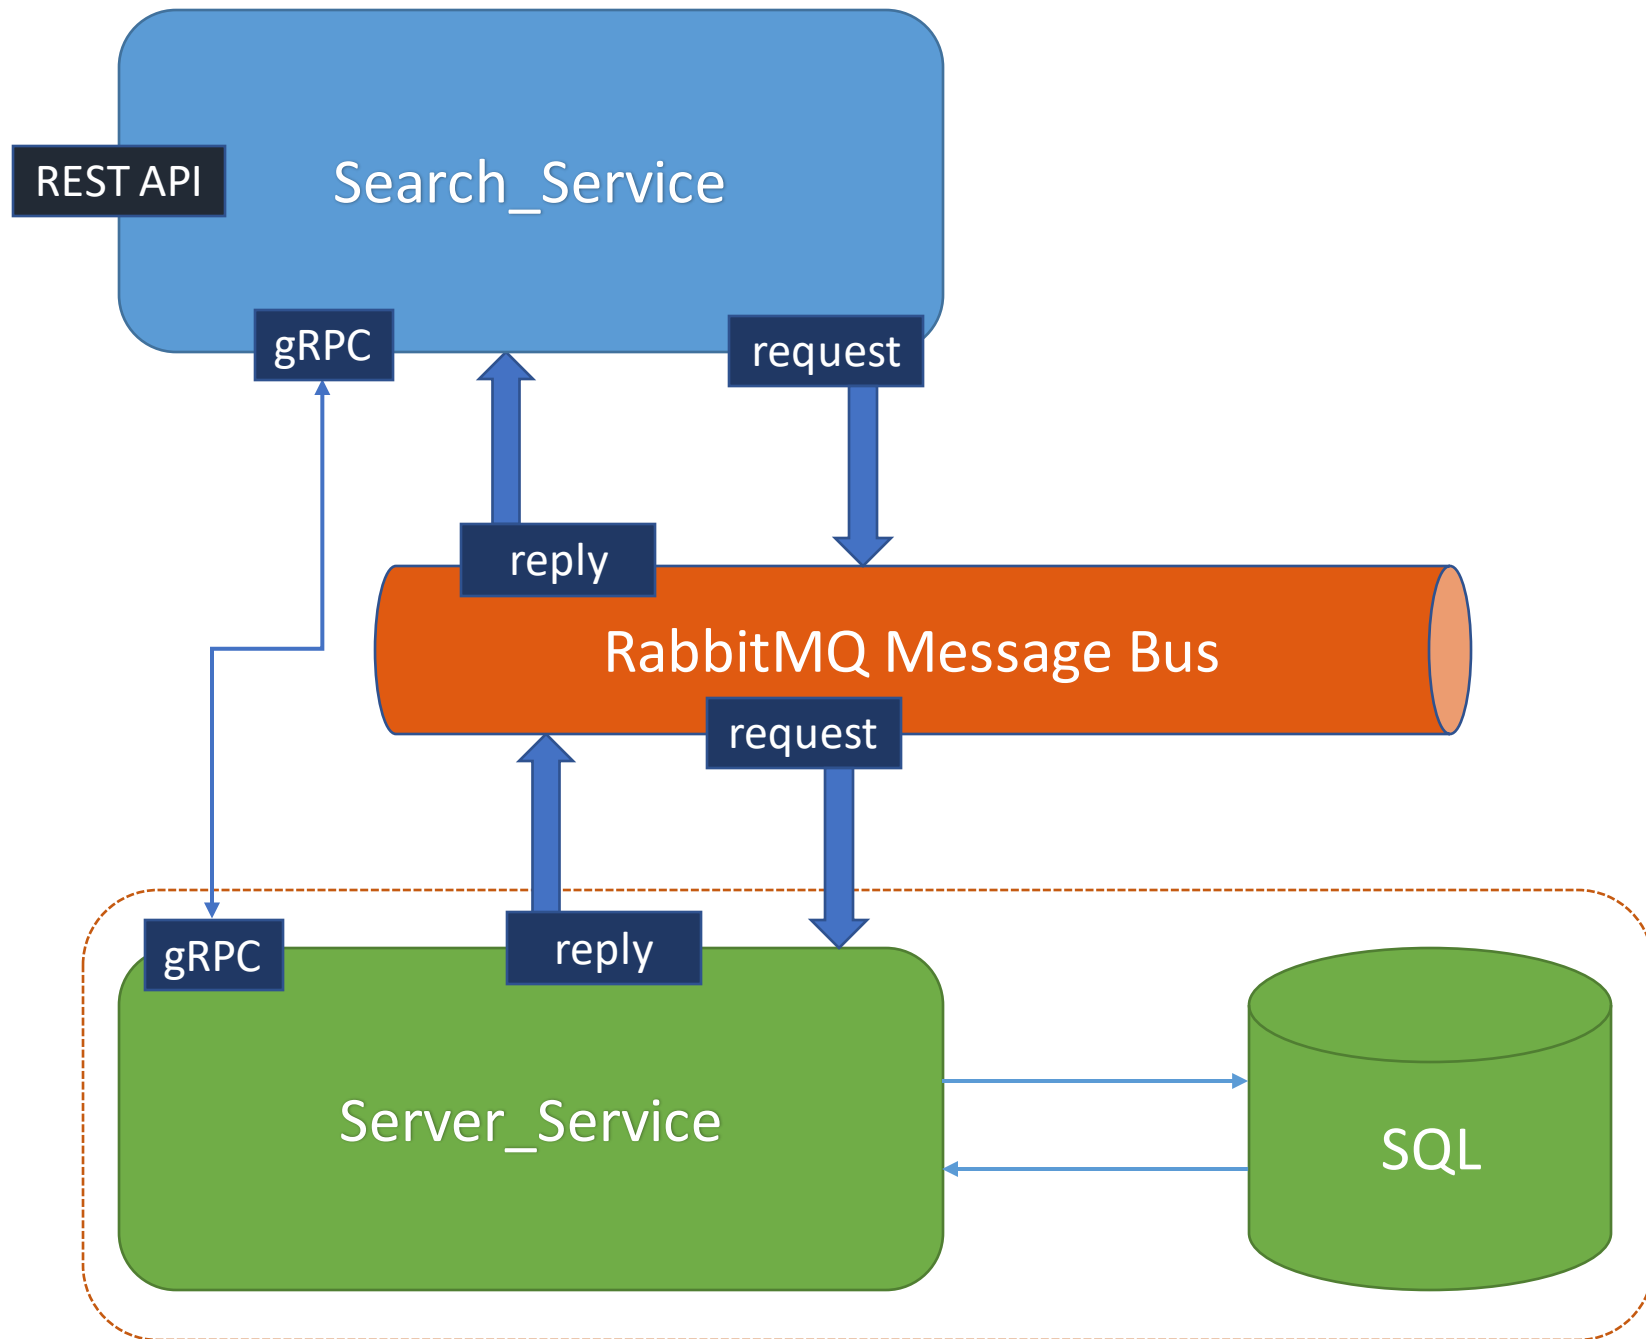 Search_Service
REST API
gRPC
request
reply
RabbitMQ Message Bus
request
gRPC
reply
Server_Service
SQL